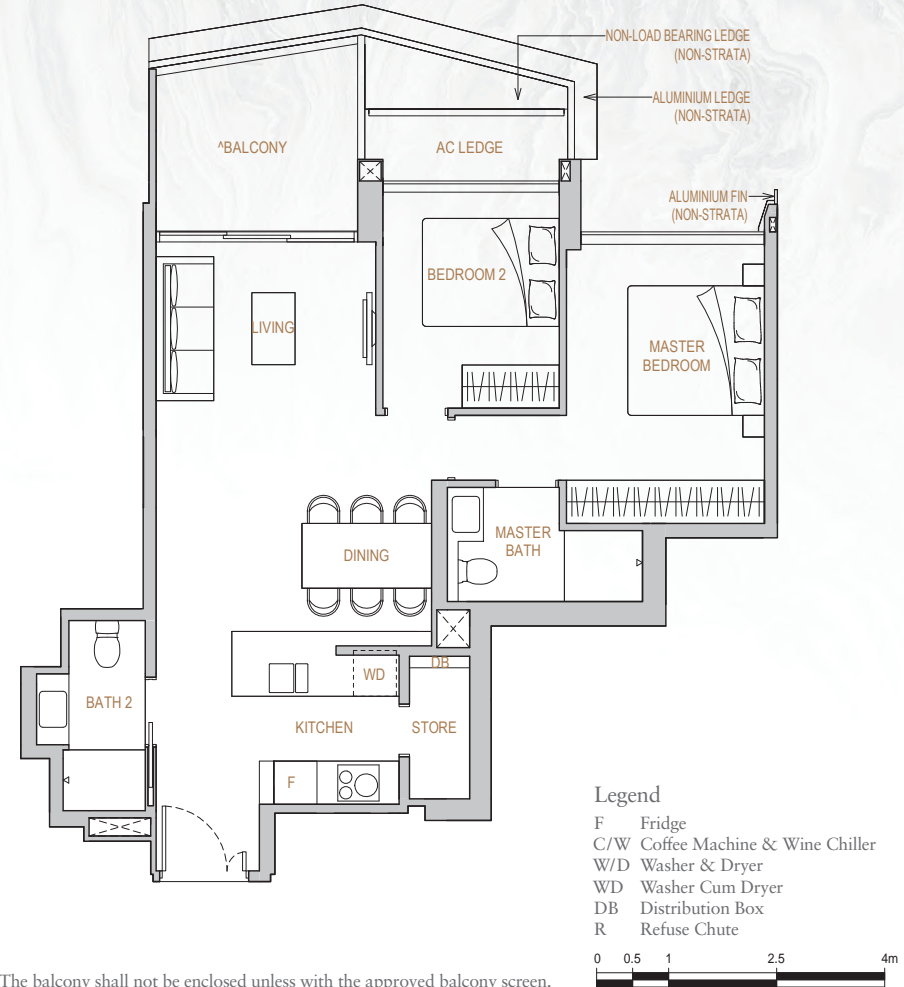 NON-LOAD BEARING LEDGE
(NON-STRATA)
ALUMINIUM LEDGE
(NON-STRATA)
^BALCONY
AC LEDGE
ALUMINIUM FIN
(NON-STRATA)
BEDROOM 2
LIVING
MASTER
BEDROOM
MASTER
BATH
DINING
DB
WD
BATH 2
KITCHEN
STORE
F
Legend
F Fridge
C/W Coffee Machine & Wine Chiller
W/D Washer & Dryer
WD Washer Cum Dryer
DB Distribution Box
R Refuse Chute
0 0.5 1 2.5 4m
The balcony shall not be enclosed unless with the approved balcony screen.